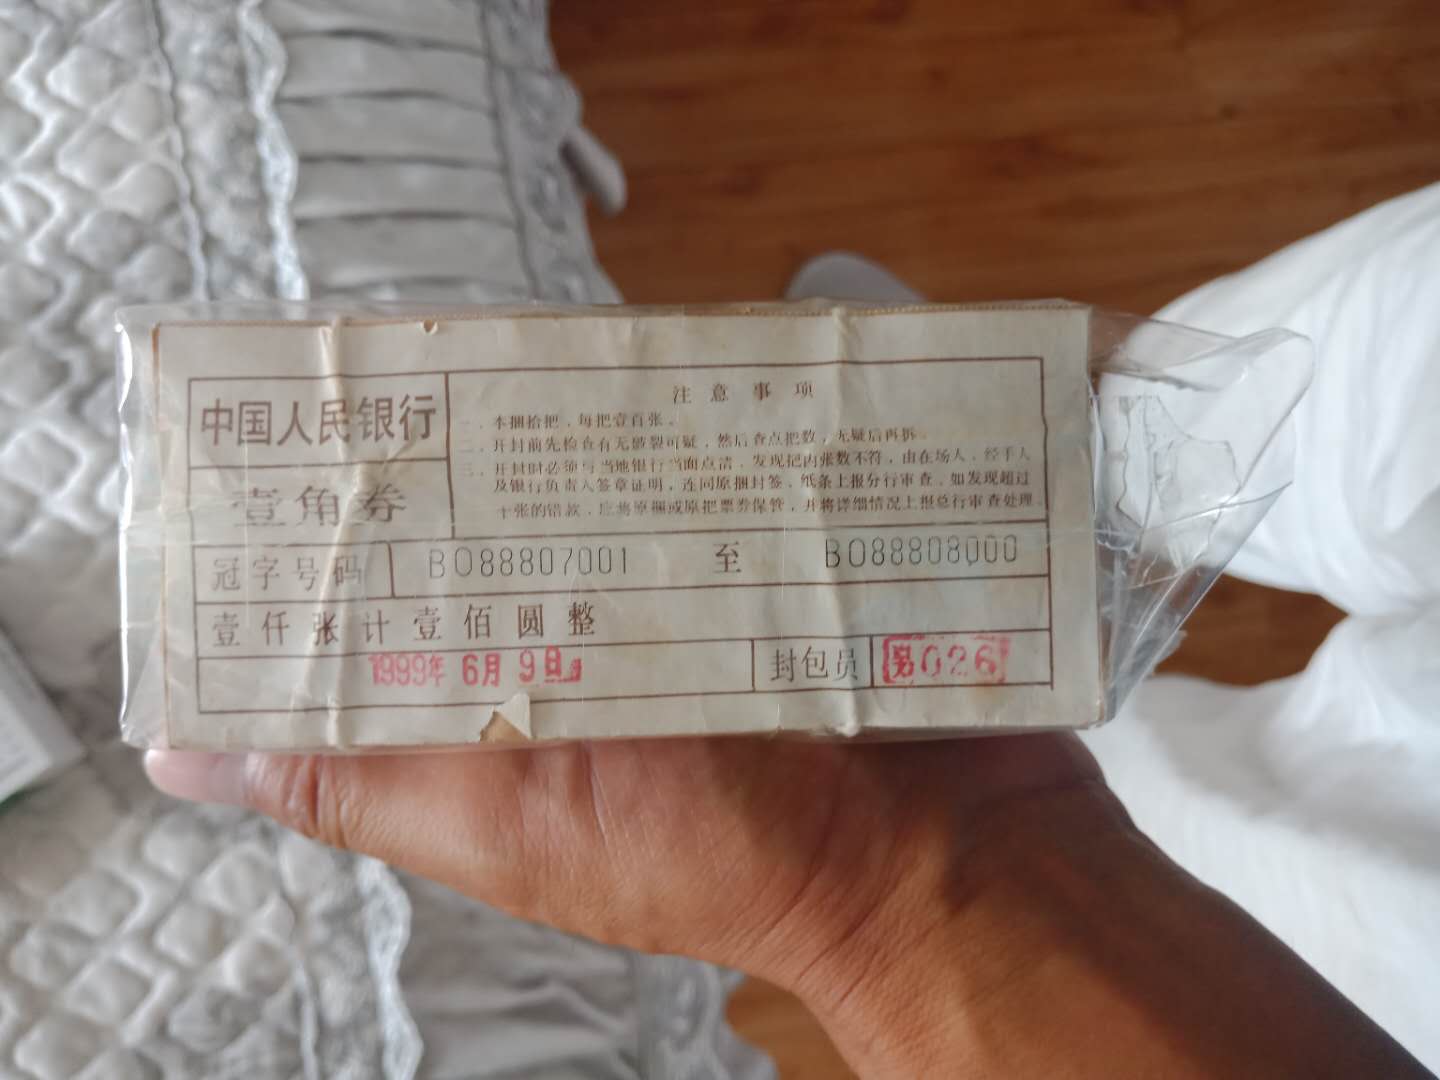 中国人民银行
壹角券
注意事项
一、本捆拾把，每把壹百张。
二、开封前先检查有无破裂可疑，然后查点把数，无疑后再拆。
三、开封时必须与当地银行当面点清，发现把内张数不符，由在场人、经手人
及银行负责人签章证明，连同原捆封签、纸条上报分行审查。如发现超过
十张的错款，应将原捆或原把票券保管，并将详细情况上报总行审查处理。
冠字号码 BO88807001 至 BO88808000
壹仟张计壹佰圆整
1999年6月9日
封包员 026